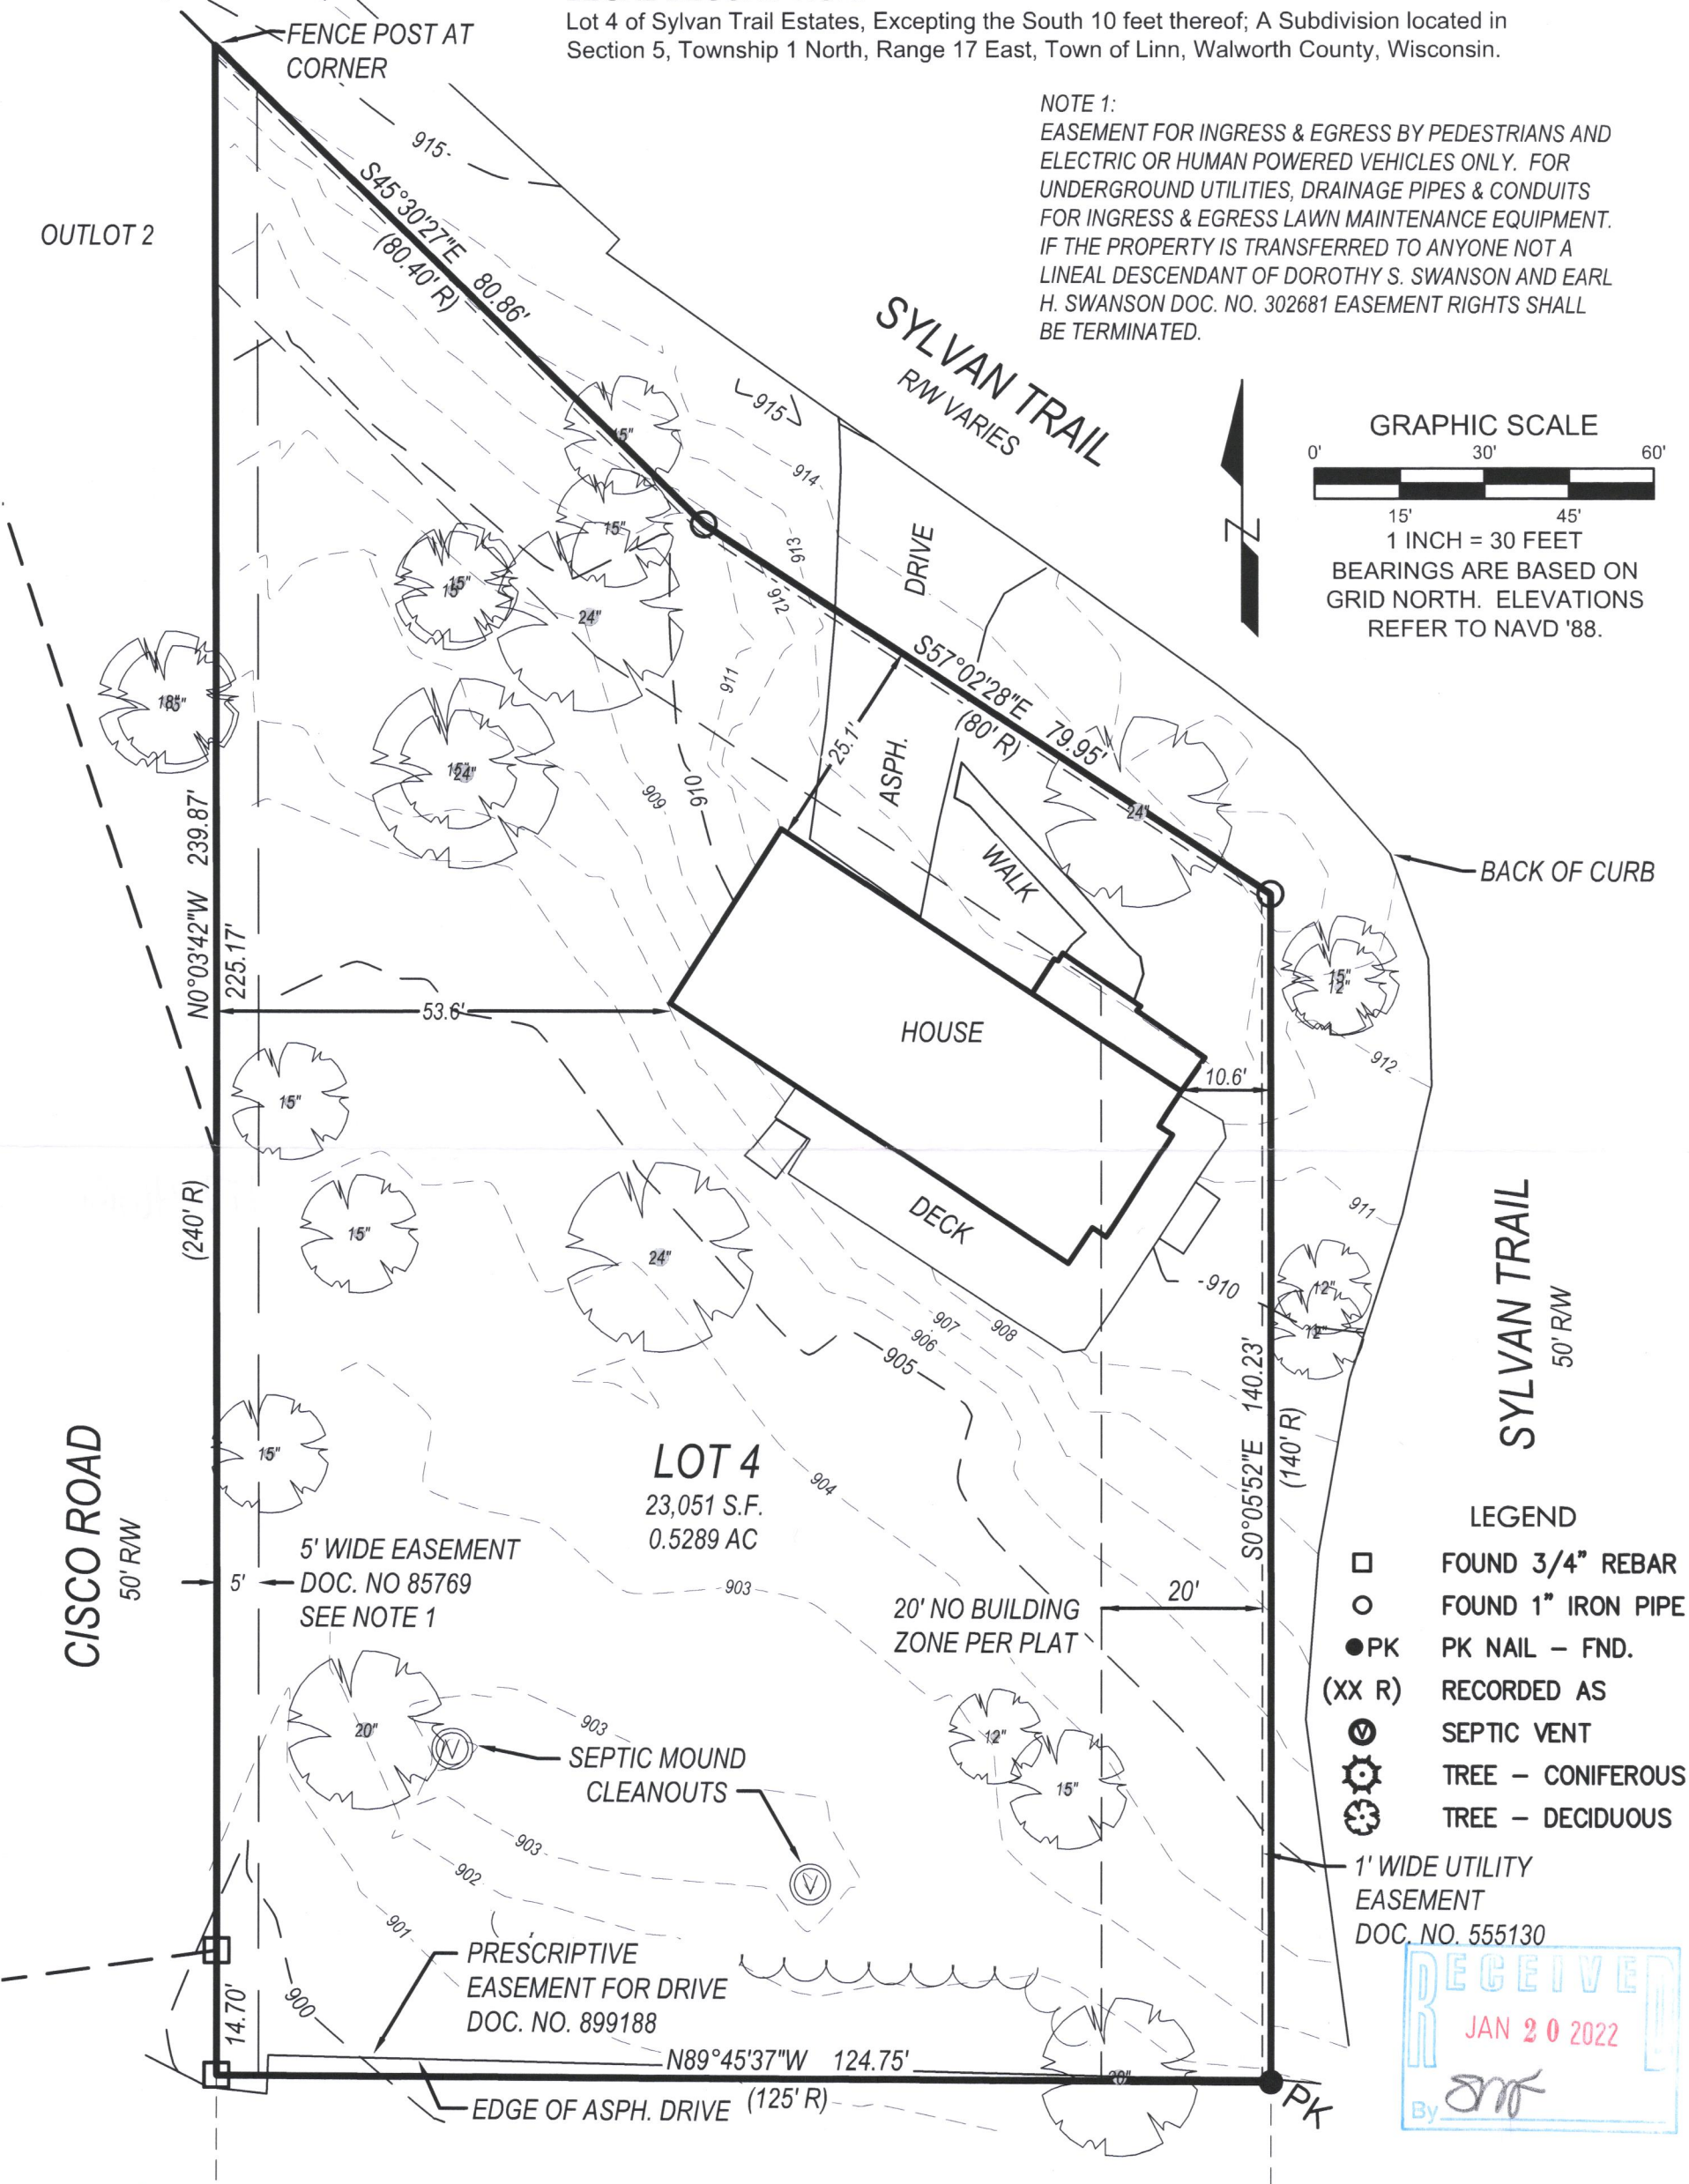 Lot 4 of Sylvan Trail Estates, Excepting the South 10 feet thereof; A Subdivision located in
Section 5, Township 1 North, Range 17 East, Town of Linn, Walworth County, Wisconsin.
FENCE POST AT
CORNER
NOTE 1:
EASEMENT FOR INGRESS & EGRESS BY PEDESTRIANS AND
ELECTRIC OR HUMAN POWERED VEHICLES ONLY. FOR
UNDERGROUND UTILITIES, DRAINAGE PIPES & CONDUITS
FOR INGRESS & EGRESS LAWN MAINTENANCE EQUIPMENT.
IF THE PROPERTY IS TRANSFERRED TO ANYONE NOT A
LINEAL DESCENDANT OF DOROTHY S. SWANSON AND EARL
H. SWANSON DOC. NO. 302681 EASEMENT RIGHTS SHALL
BE TERMINATED.
915
OUTLOT 2
S45°30'27"E 80.86'
(80.40' R)
SYLVAN TRAIL
R/W VARIES
915
GRAPHIC SCALE
0' 30' 60'
15' 45'
1 INCH = 30 FEET
BEARINGS ARE BASED ON
GRID NORTH. ELEVATIONS
REFER TO NAVD '88.
N
15"
914
15"
913
DRIVE
15"
912
24"
S57°02'28"E 79.95'
(80' R)
911
25.1'
ASPH.
24"
909
910
24"
WALK
BACK OF CURB
N0°03'42"W 239.87'
225.17'
(240' R)
15"
12"
53.6'
HOUSE
912
10.6'
15"
15"
24"
DECK
911
910
12"
12"
SYLVAN TRAIL
50' R/W
908
907
906
905
S0°05'52"E 140.23'
(140' R)
15"
LOT 4
23,051 S.F.
0.5289 AC
904
CISCO ROAD
50' R/W
5'
5' WIDE EASEMENT
DOC. NO 85769
SEE NOTE 1
903
20' NO BUILDING
ZONE PER PLAT
20'
LEGEND
FOUND 3/4" REBAR
FOUND 1" IRON PIPE
PK PK NAIL - FND.
(XX R) RECORDED AS
V SEPTIC VENT
TREE - CONIFEROUS
TREE - DECIDUOUS
20"
V
903
SEPTIC MOUND
CLEANOUTS
12"
15"
903
902
V
901
1' WIDE UTILITY
EASEMENT
DOC. NO. 555130
PRESCRIPTIVE
EASEMENT FOR DRIVE
DOC. NO. 899188
900
14.70'
N89°45'37"W 124.75'
(125' R)
20"
EDGE OF ASPH. DRIVE
PK
RECEIVED
JAN 20 2022
By